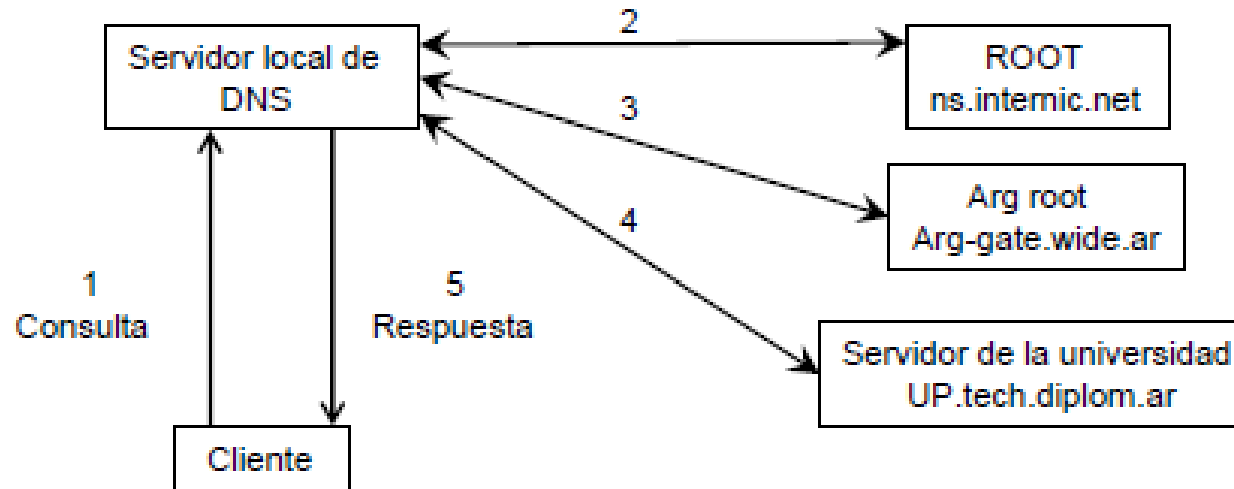 2
Servidor local de
DNS
ROOT
ns.internic.net
3
Arg root
Arg-gate.wide.ar
4
1
Consulta
5
Respuesta
Servidor de la universidad
UP.tech.diplom.ar
Cliente